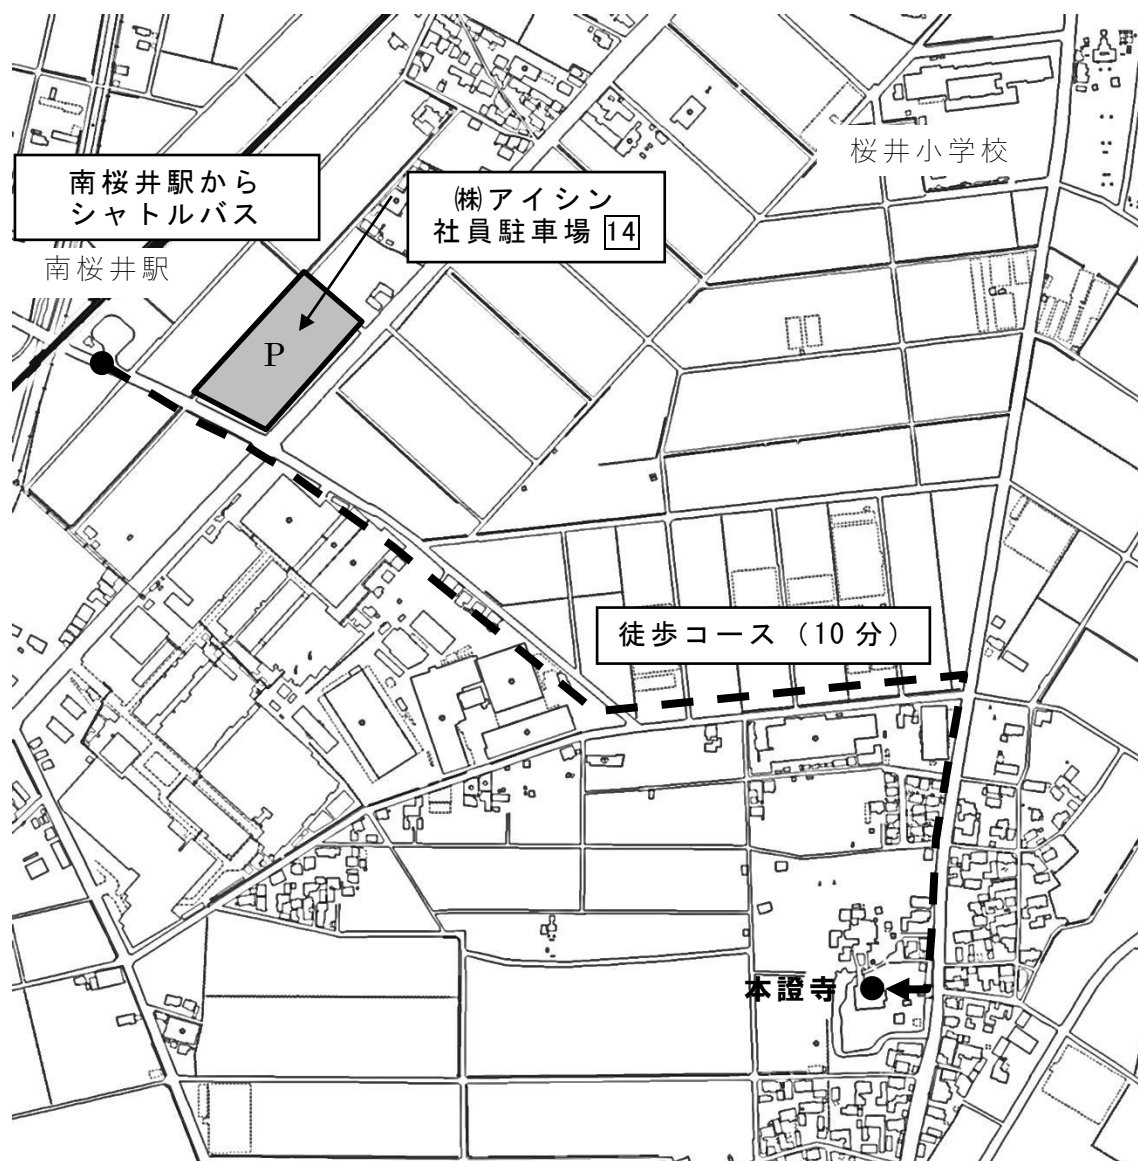 桜井小学校
南桜井駅から
シャトルバス
㈱アイシン
社員駐車場 14
南桜井駅
P
徒歩コース（10 分）
本證寺